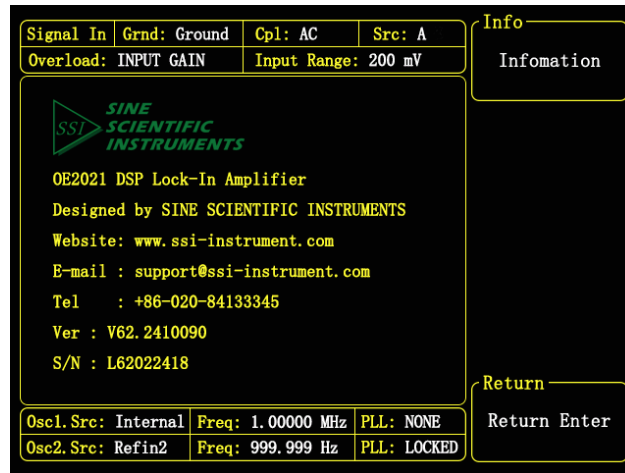 Signal In Grnd: Ground Cpl: AC Src: A
Overload: INPUT GAIN Input Range: 200 mV
Info
Infomation
SSI
SINE
SCIENTIFIC
INSTRUMENTS
OE2021 DSP Lock-In Amplifier
Designed by SINE SCIENTIFIC INSTRUMENTS
Website: www.ssi-instrument.com
E-mail : support@ssi-instrument.com
Tel : +86-020-84133345
Ver : V62.2410090
S/N : L62022418
Return
Return Enter
Osc1.Src: Internal Freq: 1.00000 MHz PLL: NONE
Osc2.Src: Refin2 Freq: 999.999 Hz PLL: LOCKED